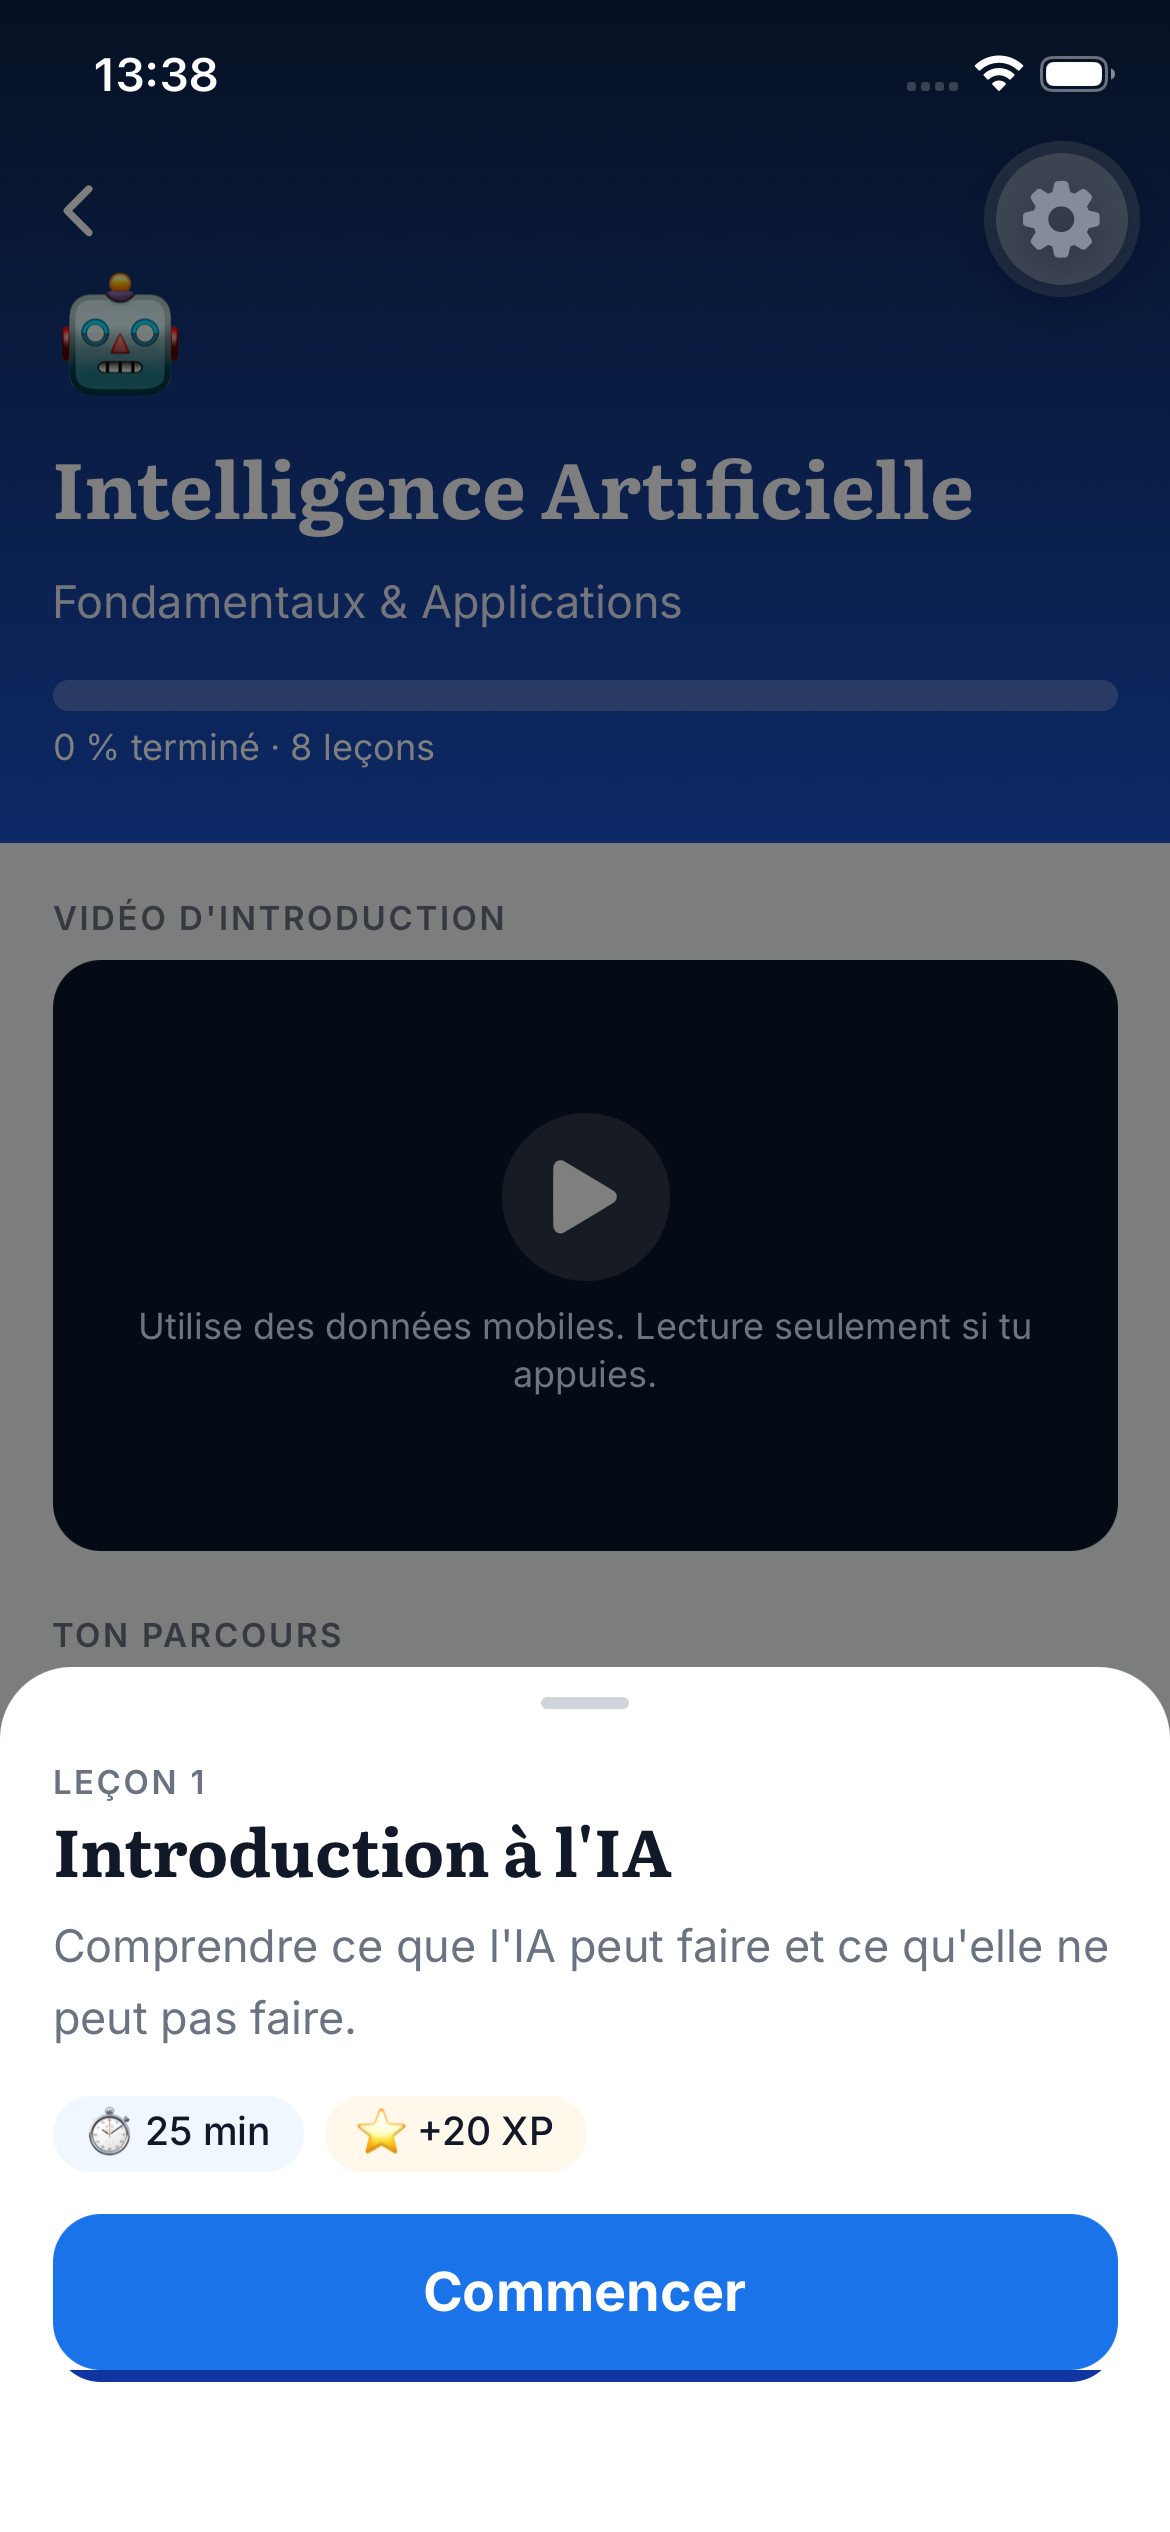 13:38
Intelligence Artificielle
Fondamentaux & Applications
0 % terminé · 8 leçons
VIDÉO D'INTRODUCTION
Utilise des données mobiles. Lecture seulement si tu
appuies.
TON PARCOURS
LEÇON 1
Introduction à l'IA
Comprendre ce que l'IA peut faire et ce qu'elle ne
peut pas faire.
25 min
+20 XP
Commencer